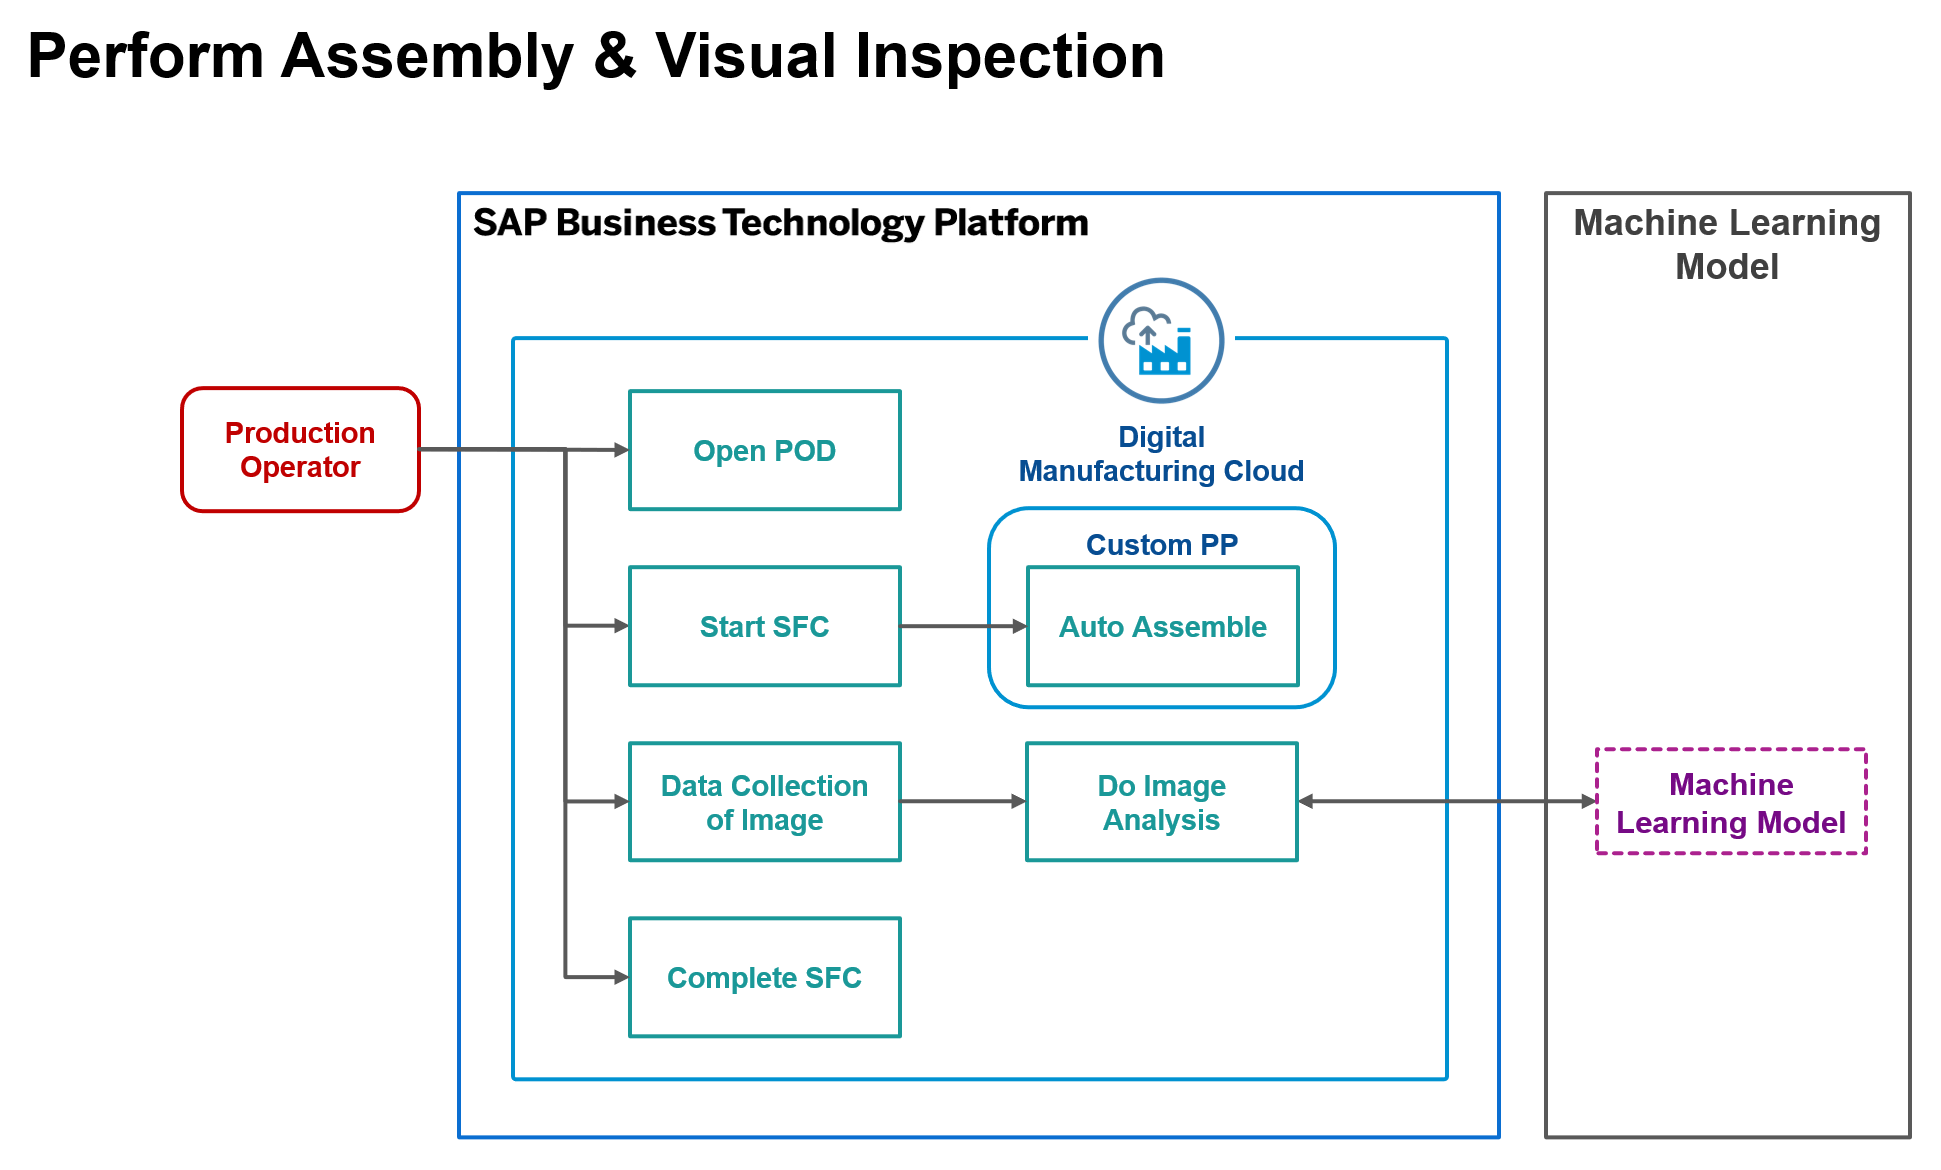 Perform Assembly & Visual Inspection
SAP Business Technology Platform
Machine Learning
Model
Production
Operator
Open POD
Digital
Manufacturing Cloud
Custom PP
Start SFC
Auto Assemble
Data Collection
of Image
Do Image
Analysis
Machine
Learning Model
Complete SFC